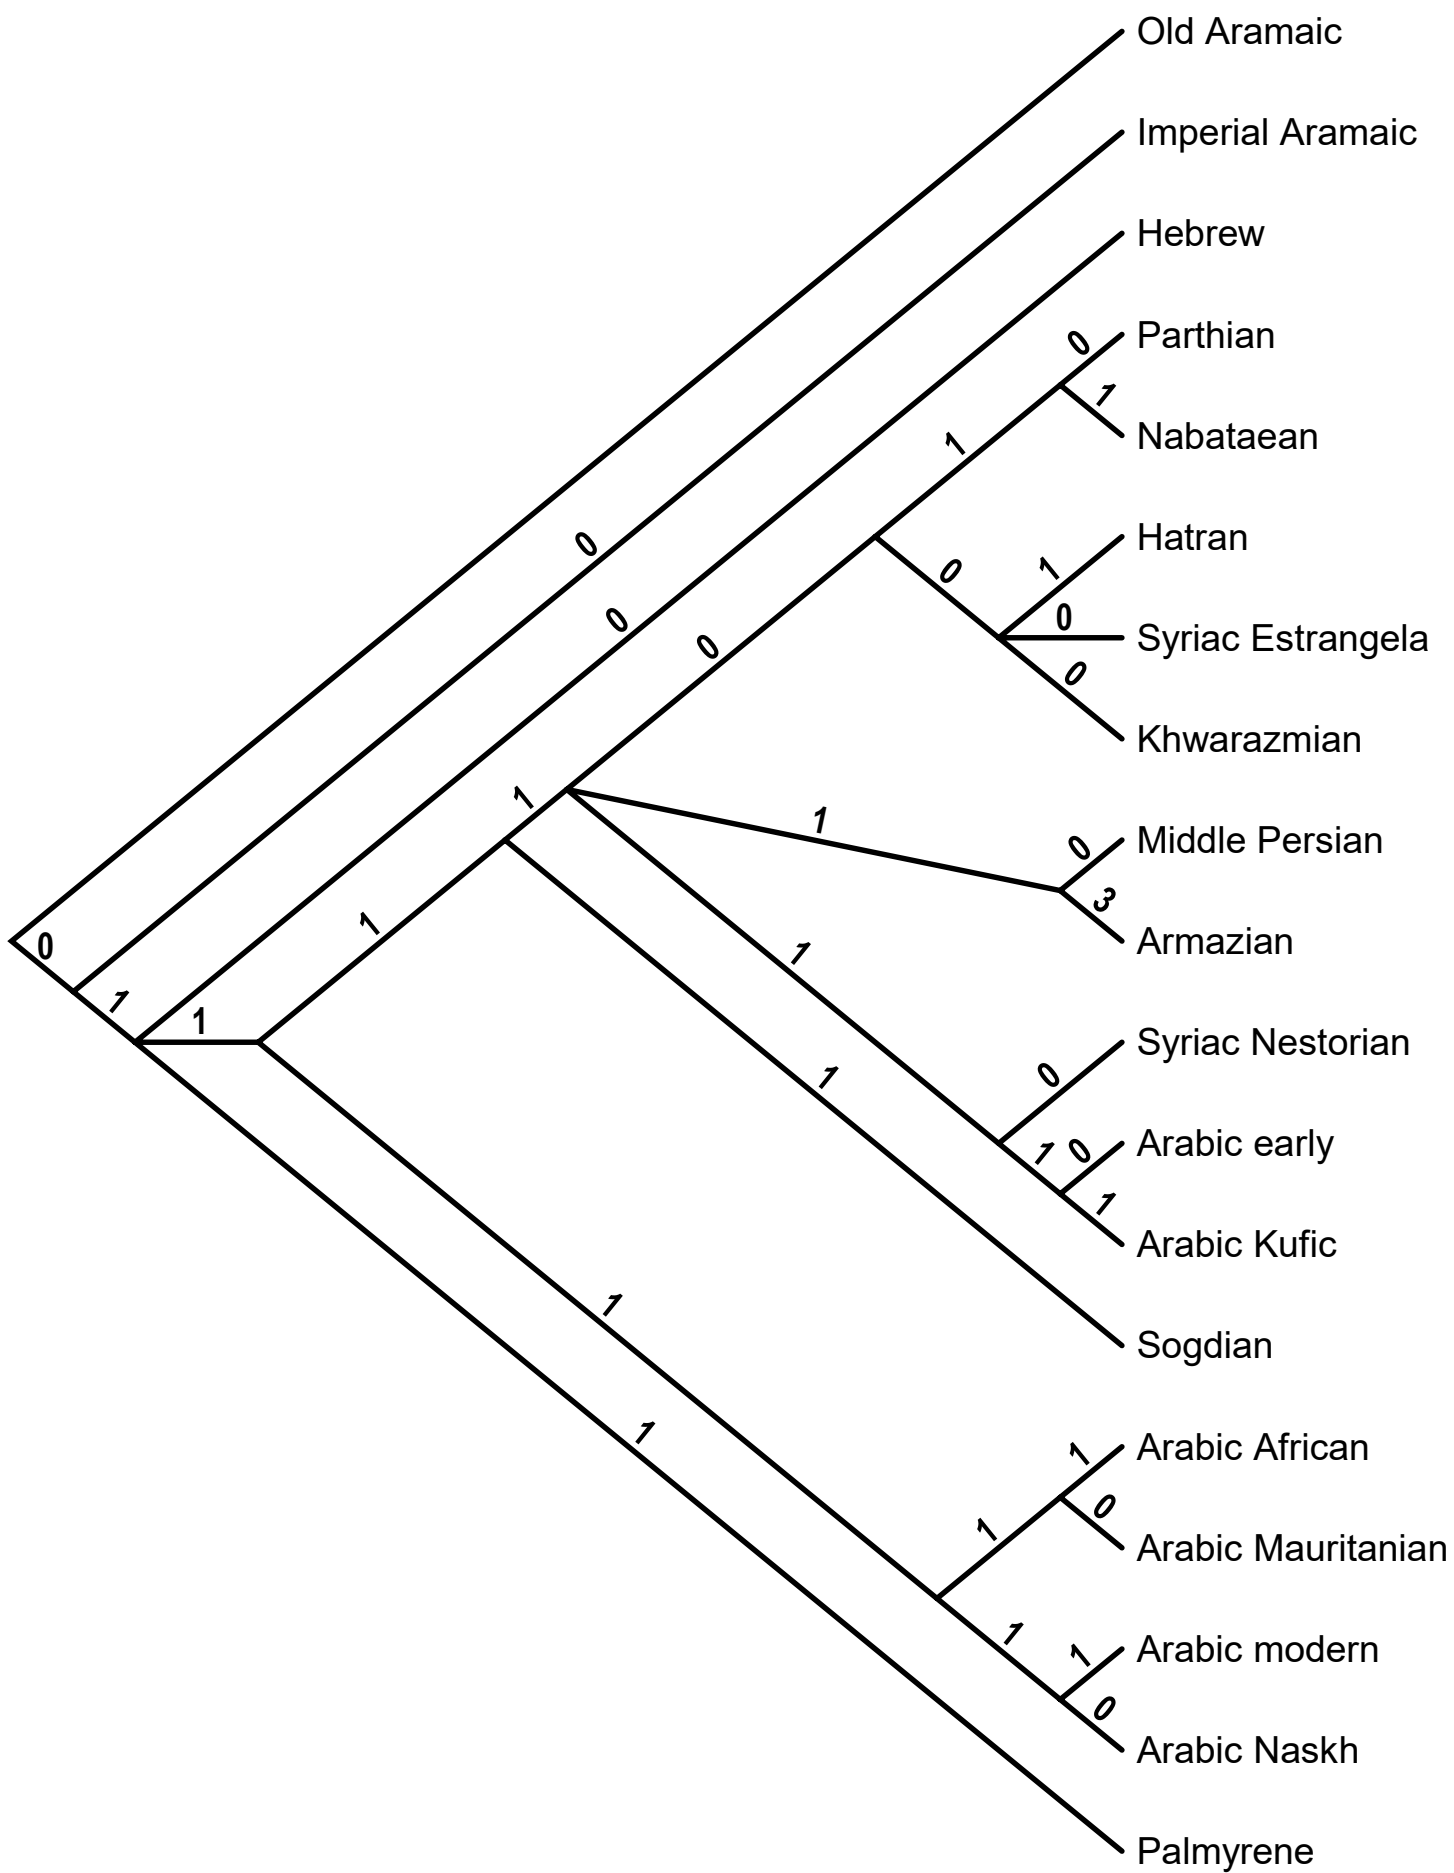 Old Aramaic
Imperial Aramaic
Hebrew
0
Parthian
1
Nabataean
1
Hatran
1
0
0
0
Syriac Estrangela
0
0
0
Khwarazmian
1
1
0
Middle Persian
3
1
Armazian
0
1
1
1
Syriac Nestorian
0
1
0
Arabic early
1
1
Arabic Kufic
1
Sogdian
1
1
Arabic African
0
1
Arabic Mauritanian
1
1
Arabic modern
0
Arabic Naskh
Palmyrene